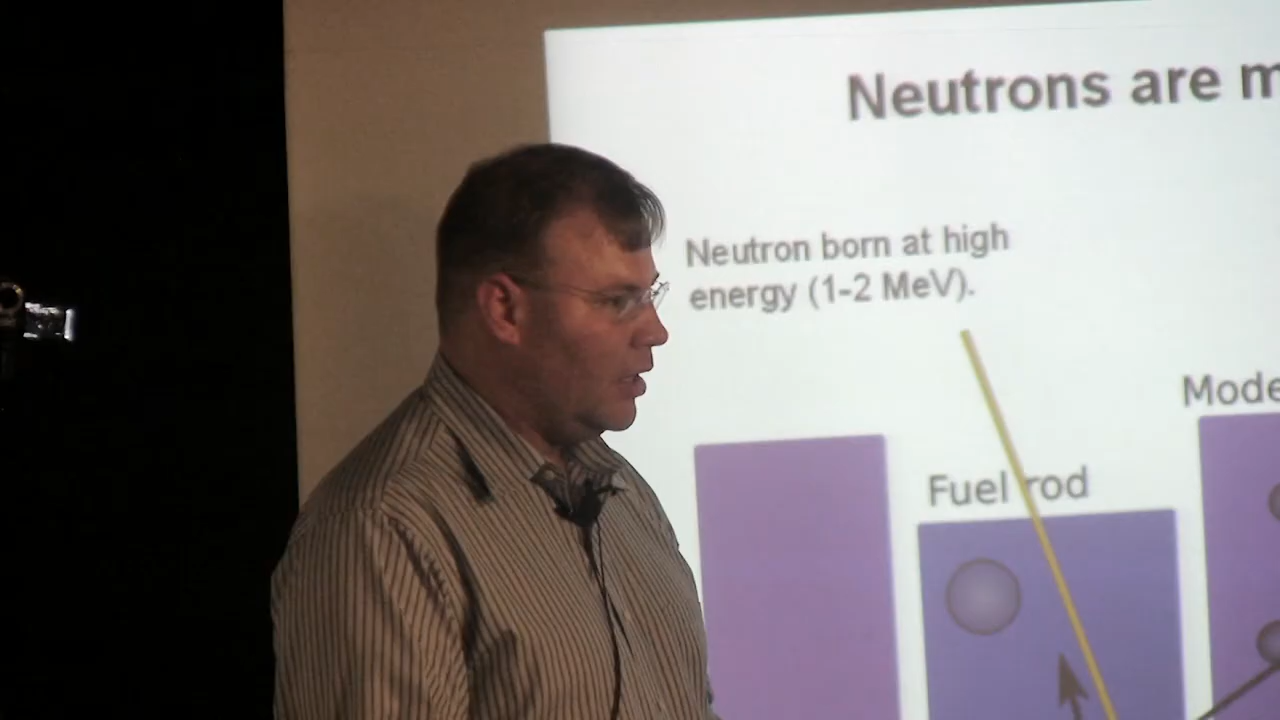 Neutrons are m
Neutron born at high
energy (1-2 MeV).
Mode
Fuel rod